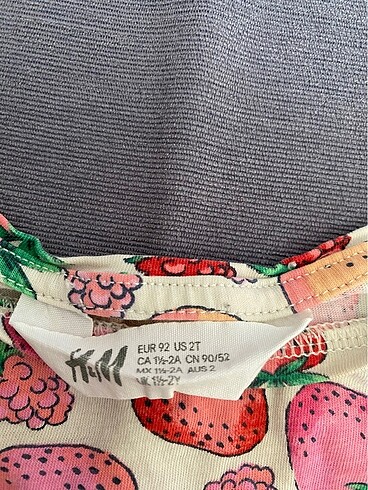 H&M
EUR 92 US 2T
CA 1½-2A CN 90/52
MX 1½-2A AUS 2
UK 1½-2Y